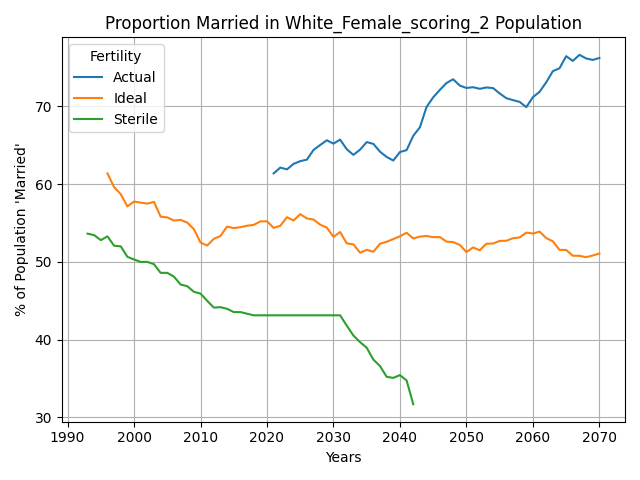 Proportion Married in White_Female_scoring_2 Population
Fertility
Actual
Ideal
Sterile
% of Population 'Married'
70
60
50
40
30
1990 2000 2010 2020 2030 2040 2050 2060 2070
Years